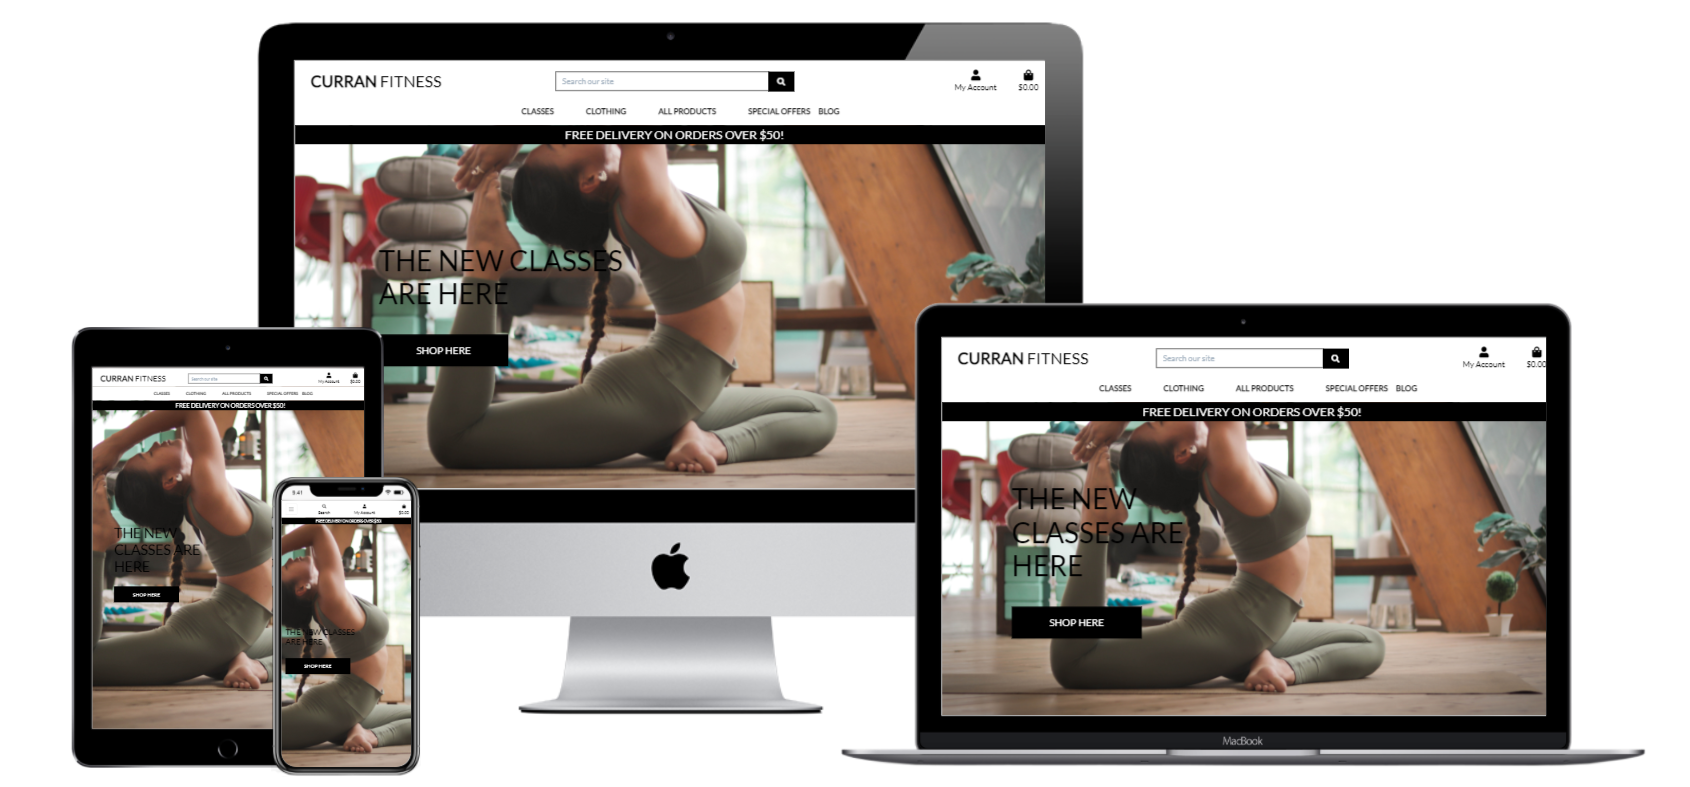 CURRAN FITNESS
Search our site
My Account
$0.00
CLASSES CLOTHING ALL PRODUCTS SPECIAL OFFERS BLOG
FREE DELIVERY ON ORDERS OVER $50!
THE NEW CLASSES
ARE HERE
SHOP HERE
CURRAN FITNESS
Search our site
My Account
$0.00
CLASSES CLOTHING ALL PRODUCTS SPECIAL OFFERS BLOG
FREE DELIVERY ON ORDERS OVER $50!
THE NEW
CLASSES ARE
HERE
SHOP HERE
9:41
Search
My Account
$0.00
FREE DELIVERY ON ORDERS OVER $50!
THE NEW CLASSES
ARE HERE
SHOP HERE
CURRAN FITNESS
Search our site
My Account
$0.00
CLASSES CLOTHING ALL PRODUCTS SPECIAL OFFERS BLOG
FREE DELIVERY ON ORDERS OVER $50!
THE NEW
CLASSES ARE
HERE
SHOP HERE
MacBook